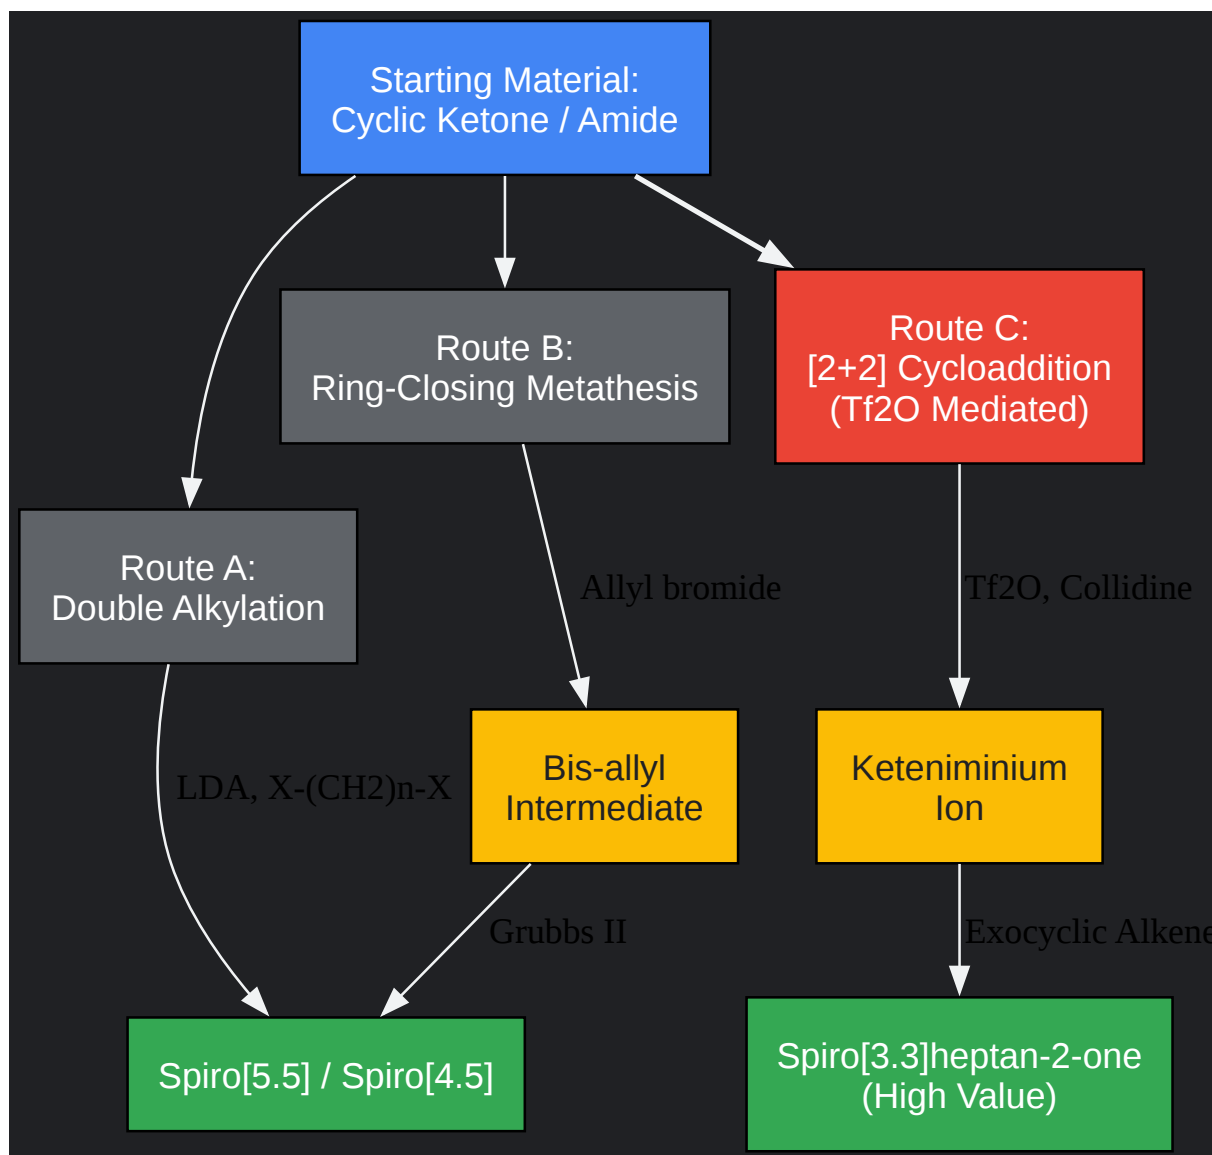 Starting Material:
Cyclic Ketone / Amide
Route B:
Ring-Closing Metathesis
Route C:
[2+2] Cycloaddition
(Tf2O Mediated)
Route A:
Double Alkylation
Allyl bromide
Tf2O, Collidine
LDA, X-(CH2)n-X
Bis-allyl
Intermediate
Keteniminium
Ion
Grubbs II
Exocyclic Alkene
Spiro[5.5] / Spiro[4.5]
Spiro[3.3]heptan-2-one
(High Value)